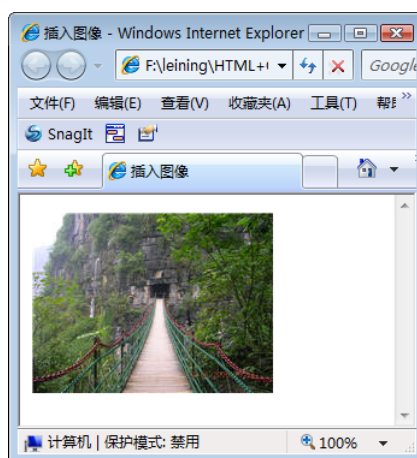 插入图像 - Windows Internet Explorer
F:\leining\HTML+
Google
文件(F) 编辑(E) 查看(V) 收藏夹(A) 工具(T)
SnagIt
插入图像
计算机 | 保护模式: 禁用 100%